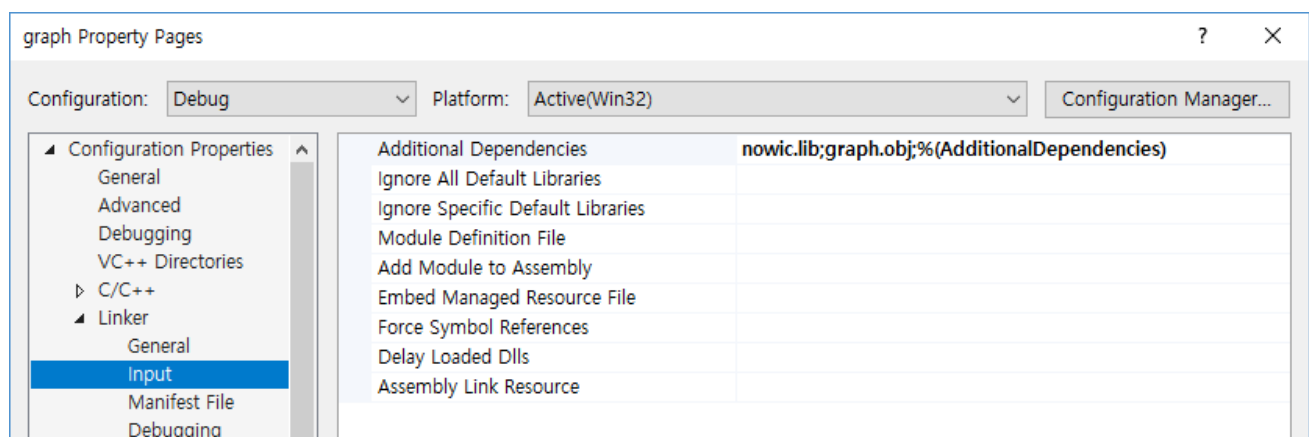 graph Property Pages
?
Configuration: Debug Platform: Active(Win32) Configuration Manager...
Configuration Properties
General
Advanced
Debugging
VC++ Directories
C/C++
Linker
General
Input
Manifest File
Debugging
Additional Dependencies nowic.lib;graph.obj;%(AdditionalDependencies)
Ignore All Default Libraries
Ignore Specific Default Libraries
Module Definition File
Add Module to Assembly
Embed Managed Resource File
Force Symbol References
Delay Loaded Dlls
Assembly Link Resource